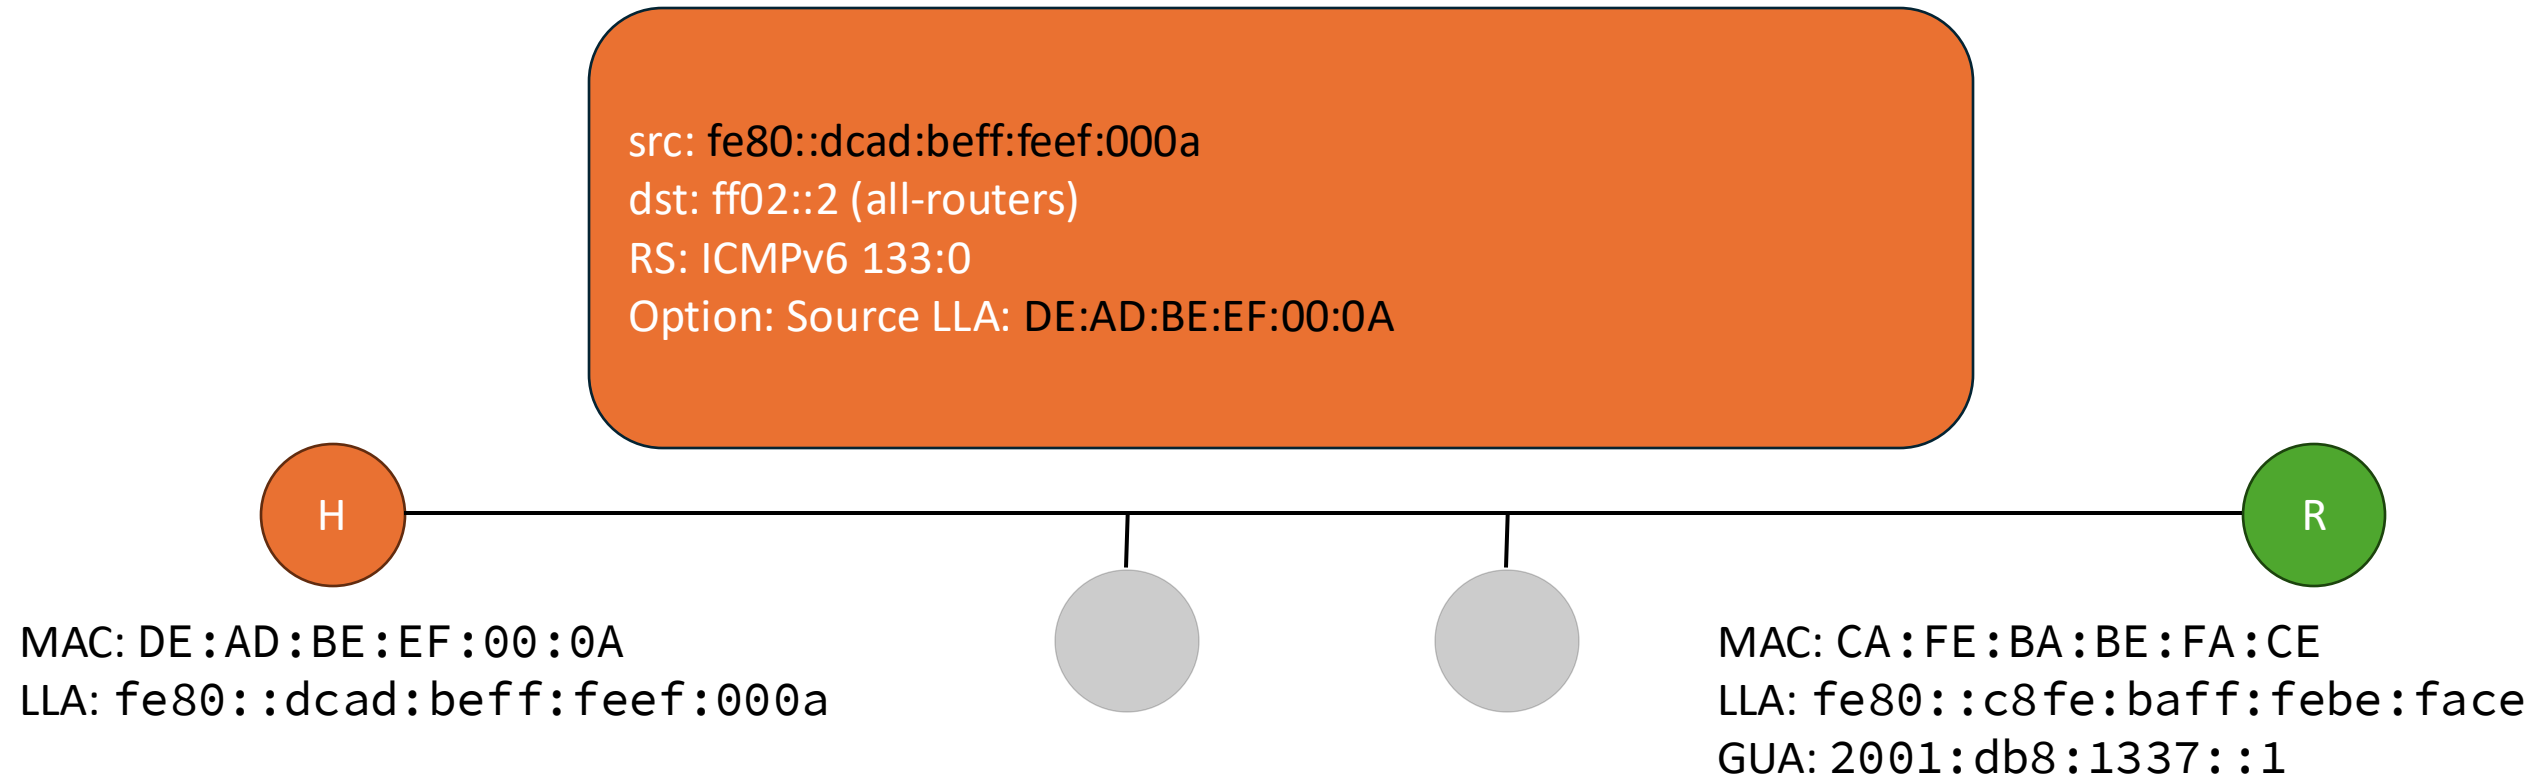 src: fe80::dcad:beff:feef:000a
dst: ff02::2 (all-routers)
RS: ICMPv6 133:0
Option: Source LLA: DE:AD:BE:EF:00:0A
H
R
MAC: DE:AD:BE:EF:00:0A
LLA: fe80::dcad:beff:feef:000a
MAC: CA:FE:BA:BE:FA:CE
LLA: fe80::c8fe:baff:febe:face
GUA: 2001:db8:1337::1